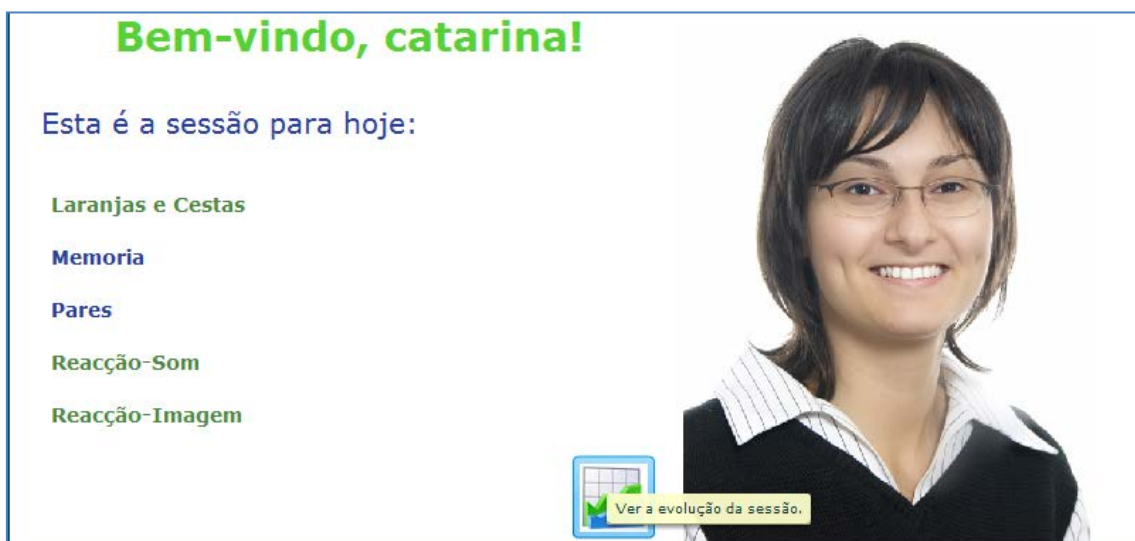 Bem-vindo, catarina!
Esta é a sessão para hoje:
Laranjas e Cestas
Memoria
Pares
Reacção-Som
Reacção-Imagem
Ver a evolução da sessão.